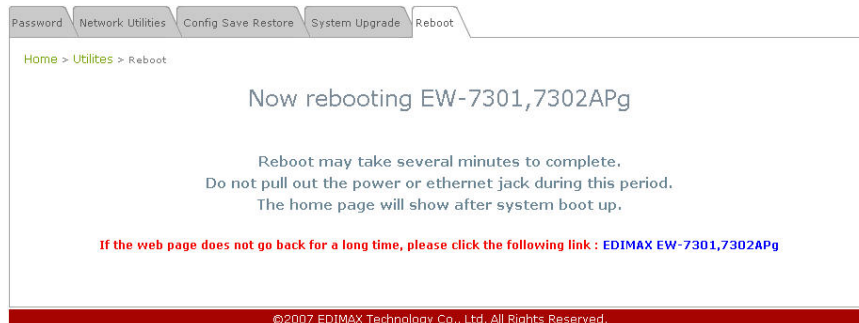 Password Network Utilities Config Save Restore System Upgrade Reboot
Home > Utilites > Reboot
Now rebooting EW-7301,7302APg
Reboot may take several minutes to complete.
Do not pull out the power or ethernet jack during this period.
The home page will show after system boot up.
If the web page does not go back for a long time, please click the following link : EDIMAX EW-7301,7302APg
©2007 EDIMAX Technology Co., Ltd. All Rights Reserved.